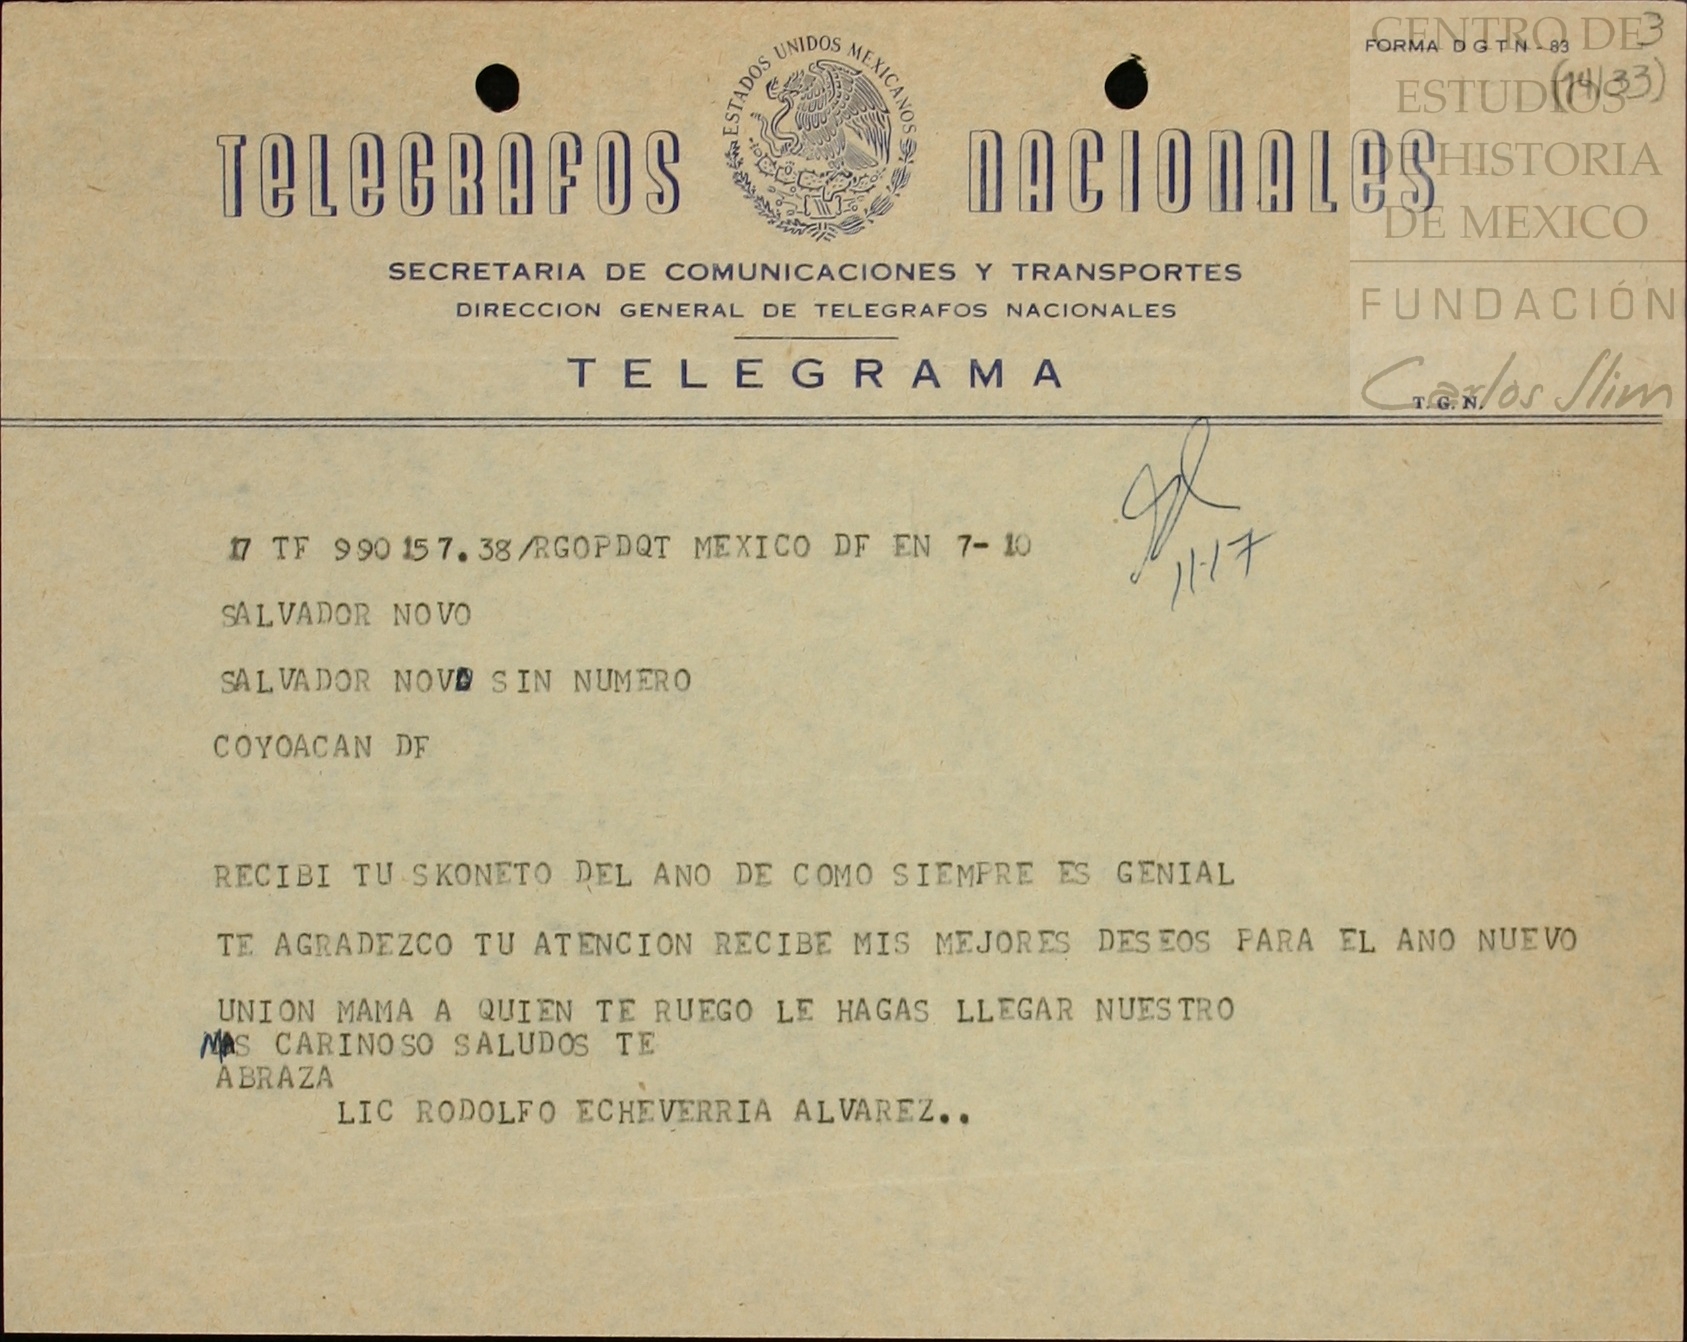 CENTRO DE
ESTUDIOS
DE HISTORIA
DE MEXICO
FUNDACIÓN
Carlos Slim
FORMA D G T N - 83
3
(14/33)
ESTADOS UNIDOS MEXICANOS
TELEGRAFOS NACIONALES
SECRETARIA DE COMUNICACIONES Y TRANSPORTES
DIRECCION GENERAL DE TELEGRAFOS NACIONALES
TELEGRAMA
T. G. N.
11-17
17 TF 990 157.38/RGOPDQT MEXICO DF EN 7- 10
SALVADOR NOVO
SALVADOR NOVO SIN NUMERO
COYOACAN DF
RECIBI TU SKONETO DEL ANO DE COMO SIEMPRE ES GENIAL
TE AGRADEZCO TU ATENCION RECIBE MIS MEJORES DESEOS PARA EL ANO NUEVO
UNION MAMA A QUIEN TE RUEGO LE HAGAS LLEGAR NUESTRO
MAS CARINOSO SALUDOS TE
ABRAZA
LIC RODOLFO ECHEVERRIA ALVAREZ..